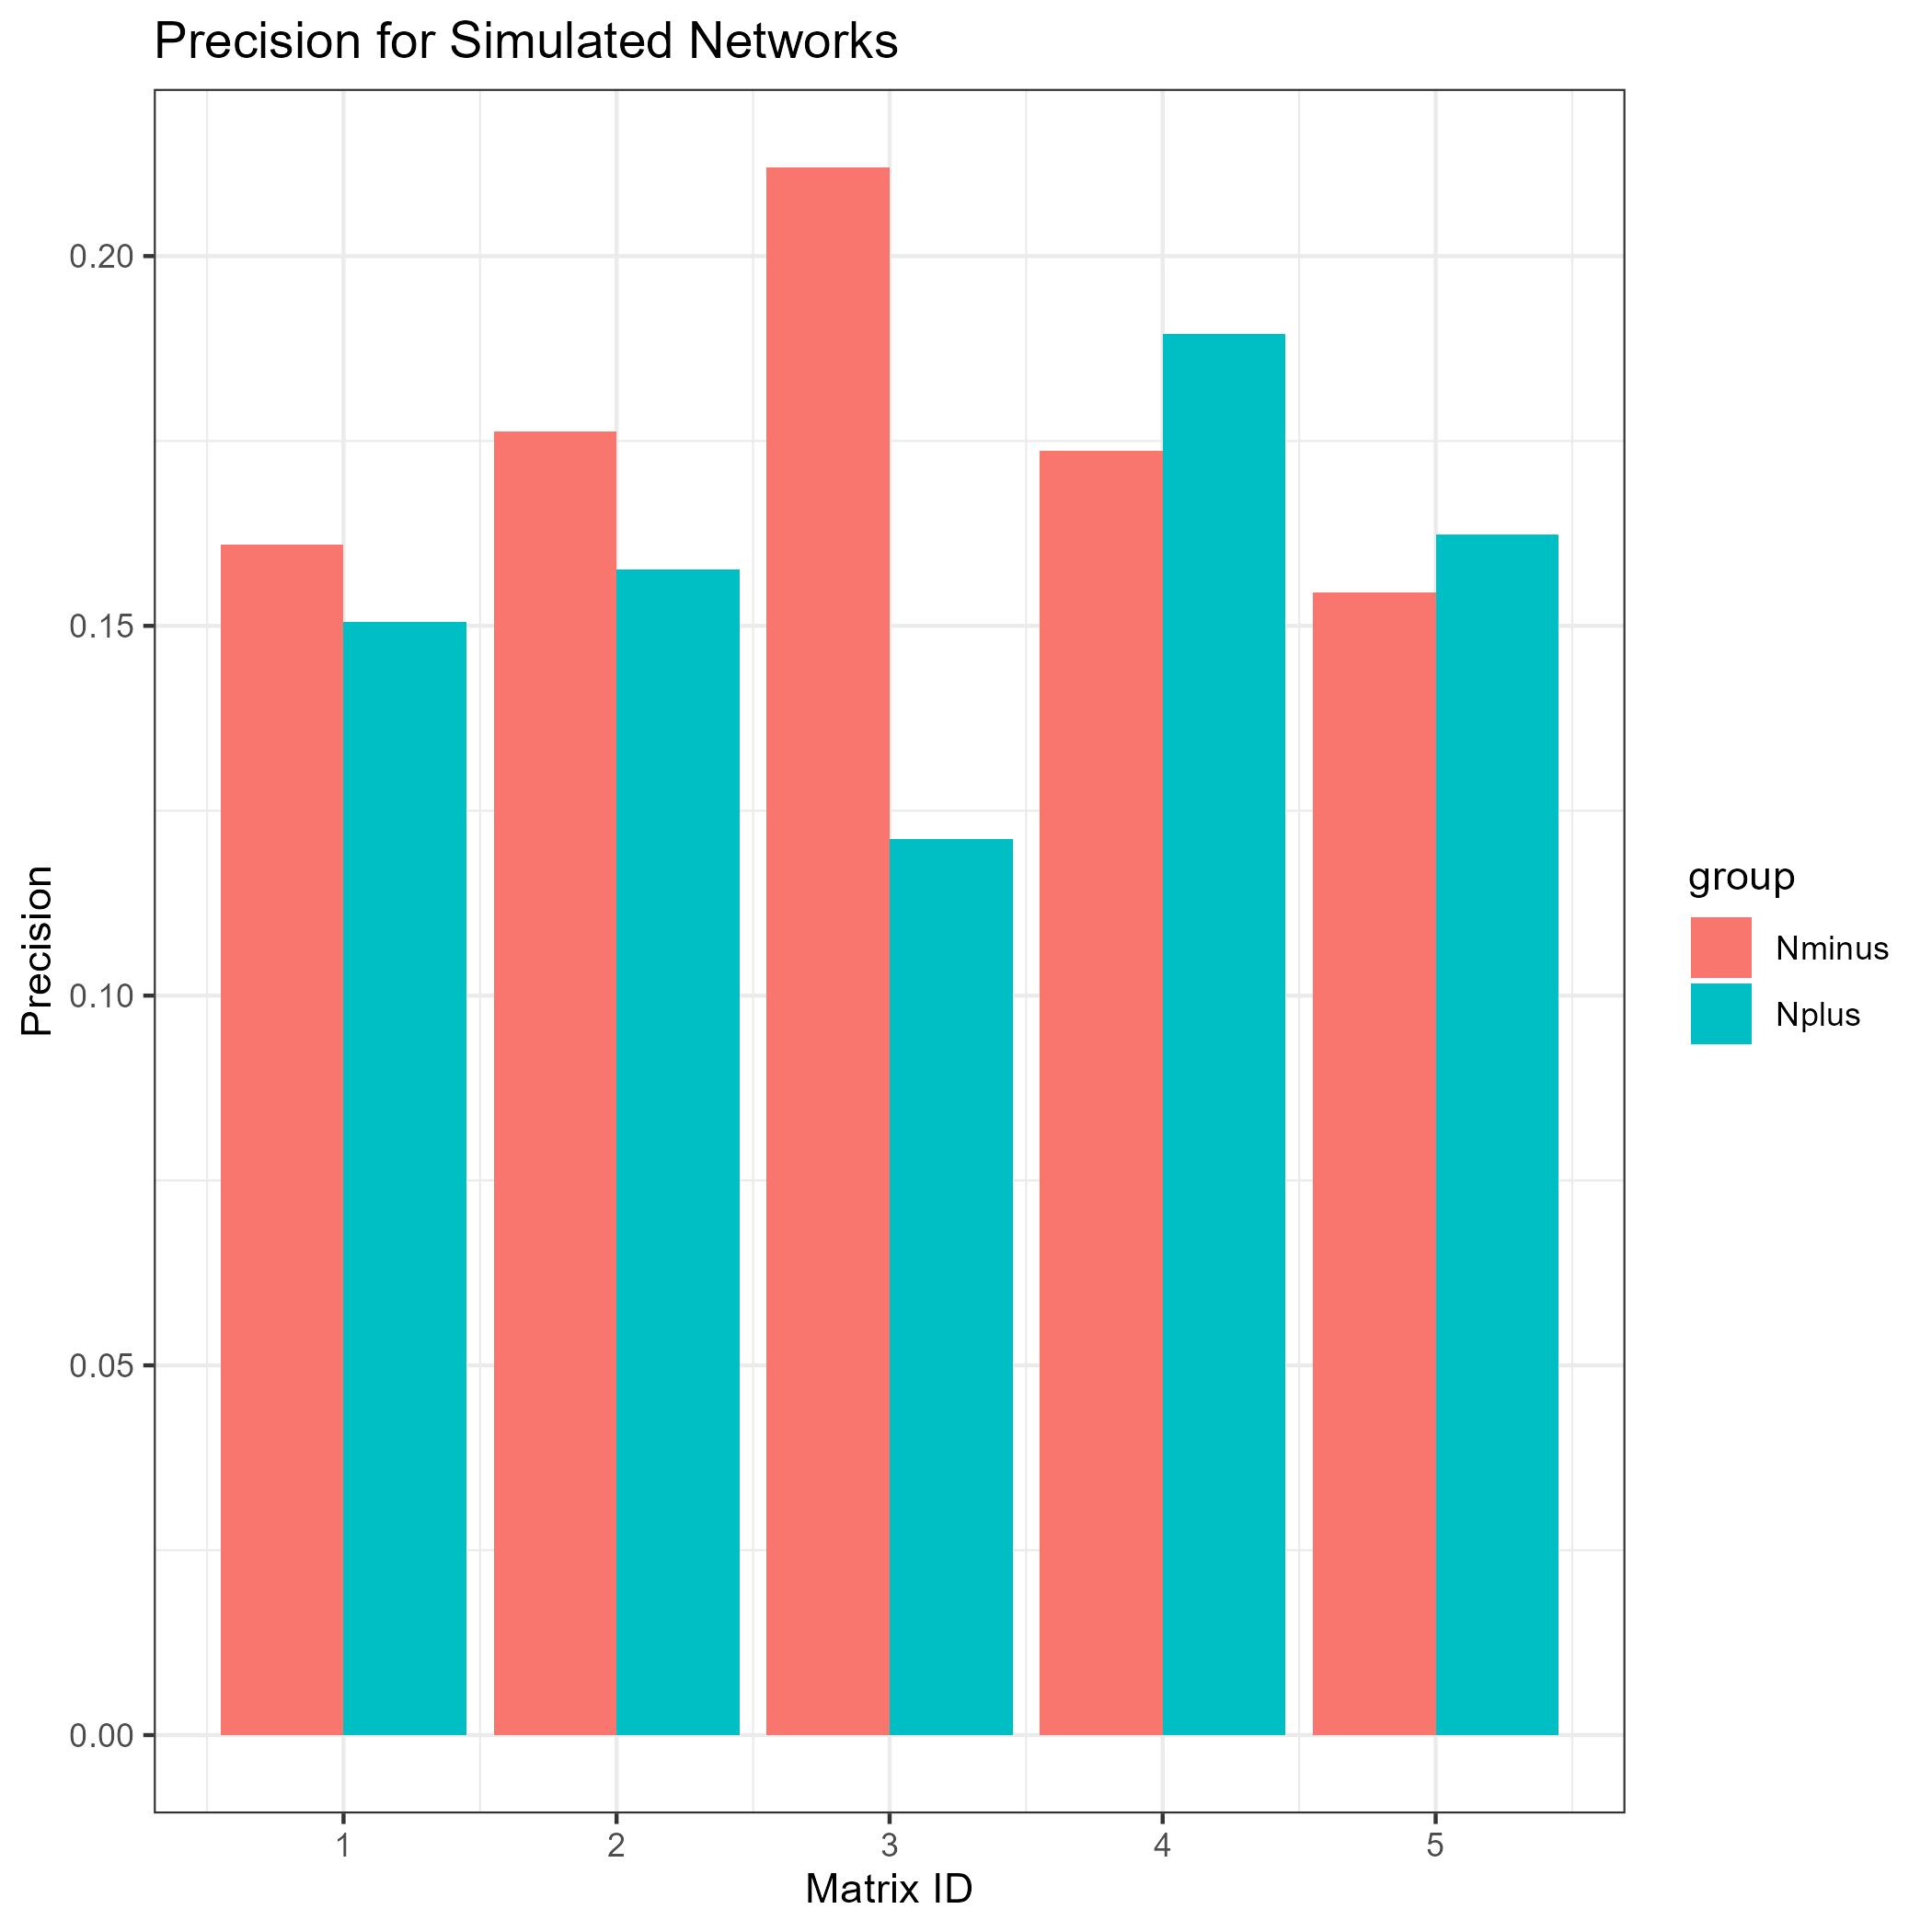 Precision for Simulated Networks
0.20
0.15
0.10
0.05
0.00
Precision
1 2 3 4 5
Matrix ID
group
Nminus
Nplus